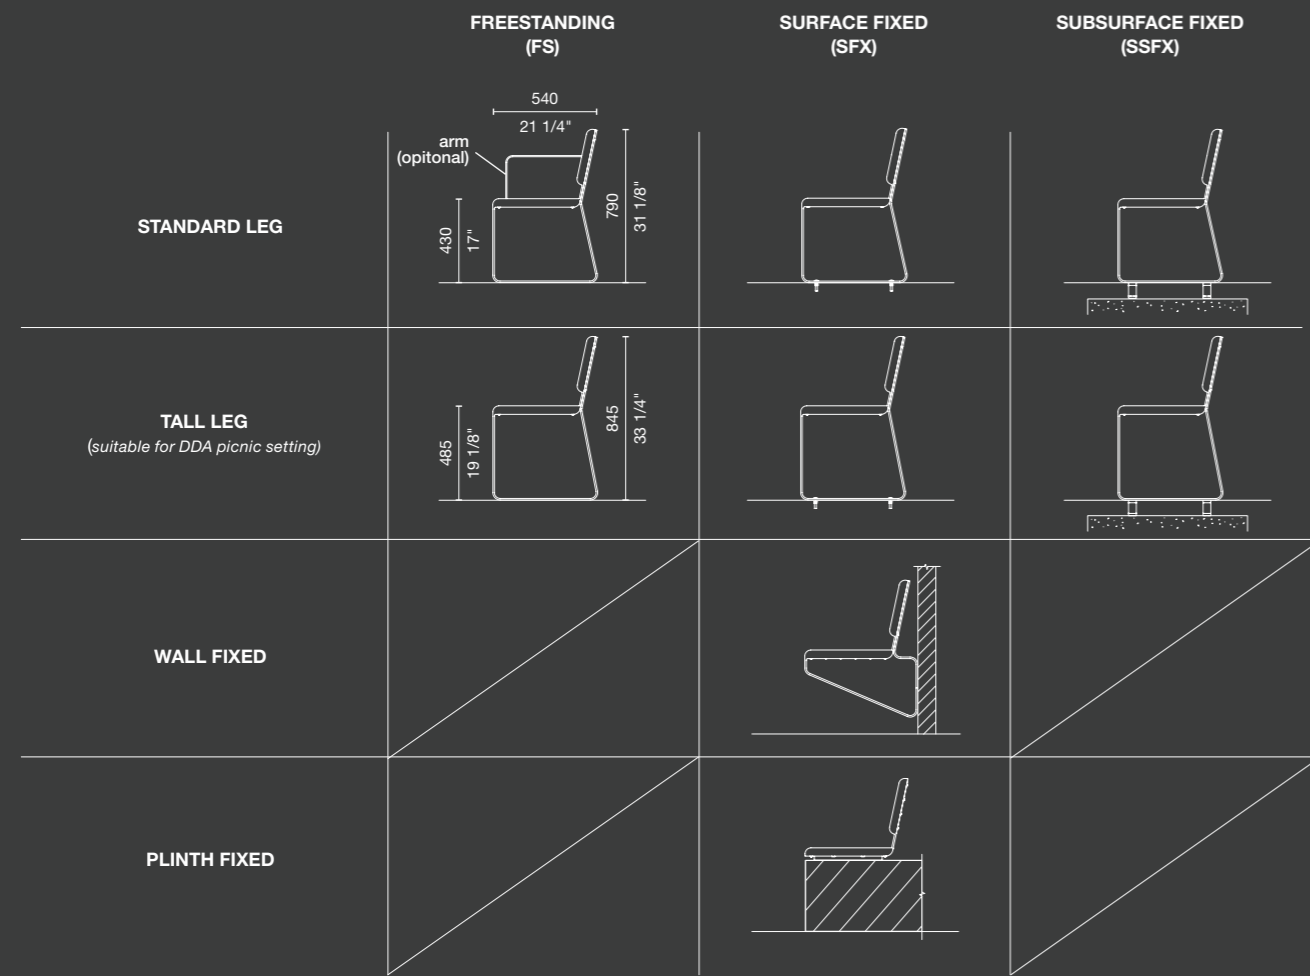 FREESTANDING
(FS)
SURFACE FIXED
(SFX)
SUBSURFACE FIXED
(SSFX)
STANDARD LEG
540
21 1/4"
arm
(opitonal)
430
17"
790
31 1/8"
TALL LEG
(suitable for DDA picnic setting)
485
19 1/8"
845
33 1/4"
WALL FIXED
PLINTH FIXED